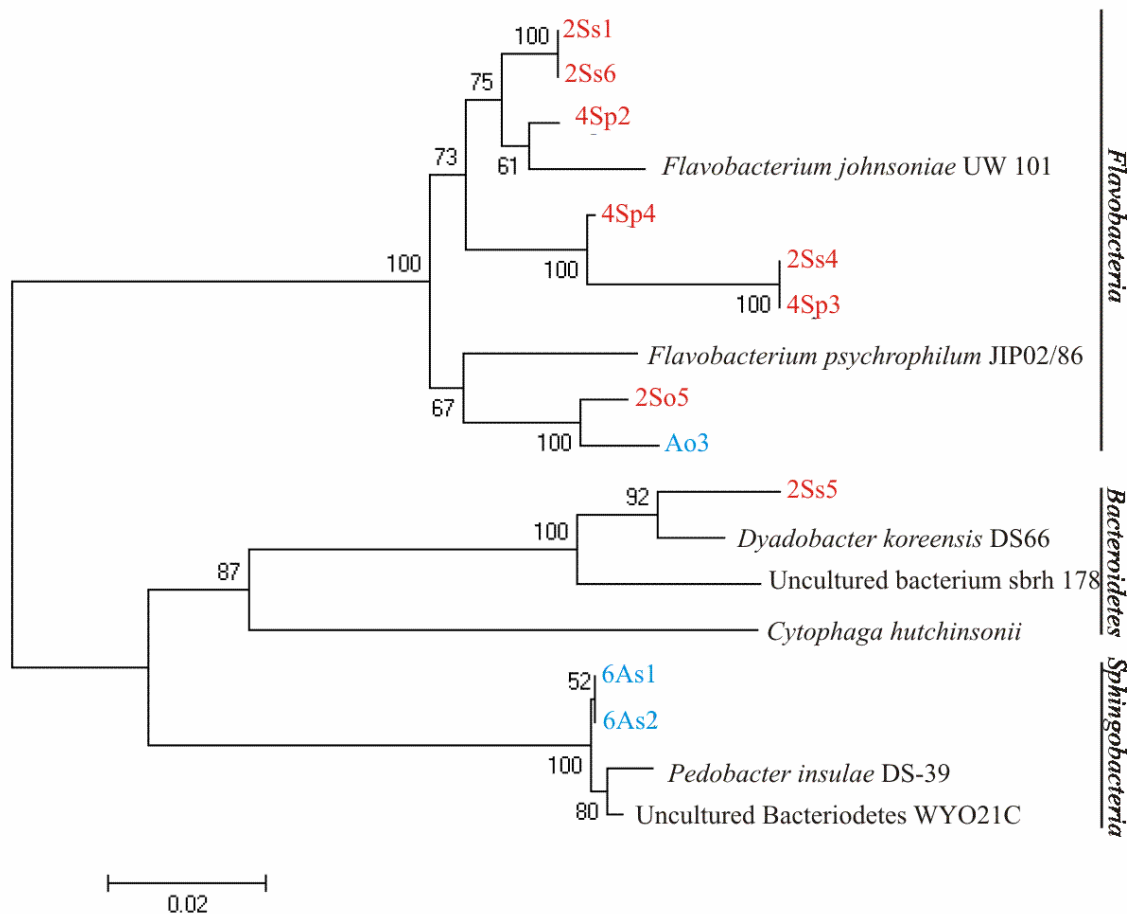 100
2Ss1
2Ss6
75
4Sp2
73
61
Flavobacterium johnsoniae UW 101
4Sp4
100
100
2Ss4
100
4Sp3
Flavobacterium psychrophilum JIP02/86
67
2So5
100
Ao3
Flavobacteria
92
2Ss5
100
Dyadobacter koreensis DS66
87
Uncultured bacterium sbrh 178
Cytophaga hutchinsonii
Bacteroidetes
52
6As1
6As2
100
Pedobacter insulae DS-39
80
Uncultured Bacteriodetes WYO21C
Sphingobacteria
0.02